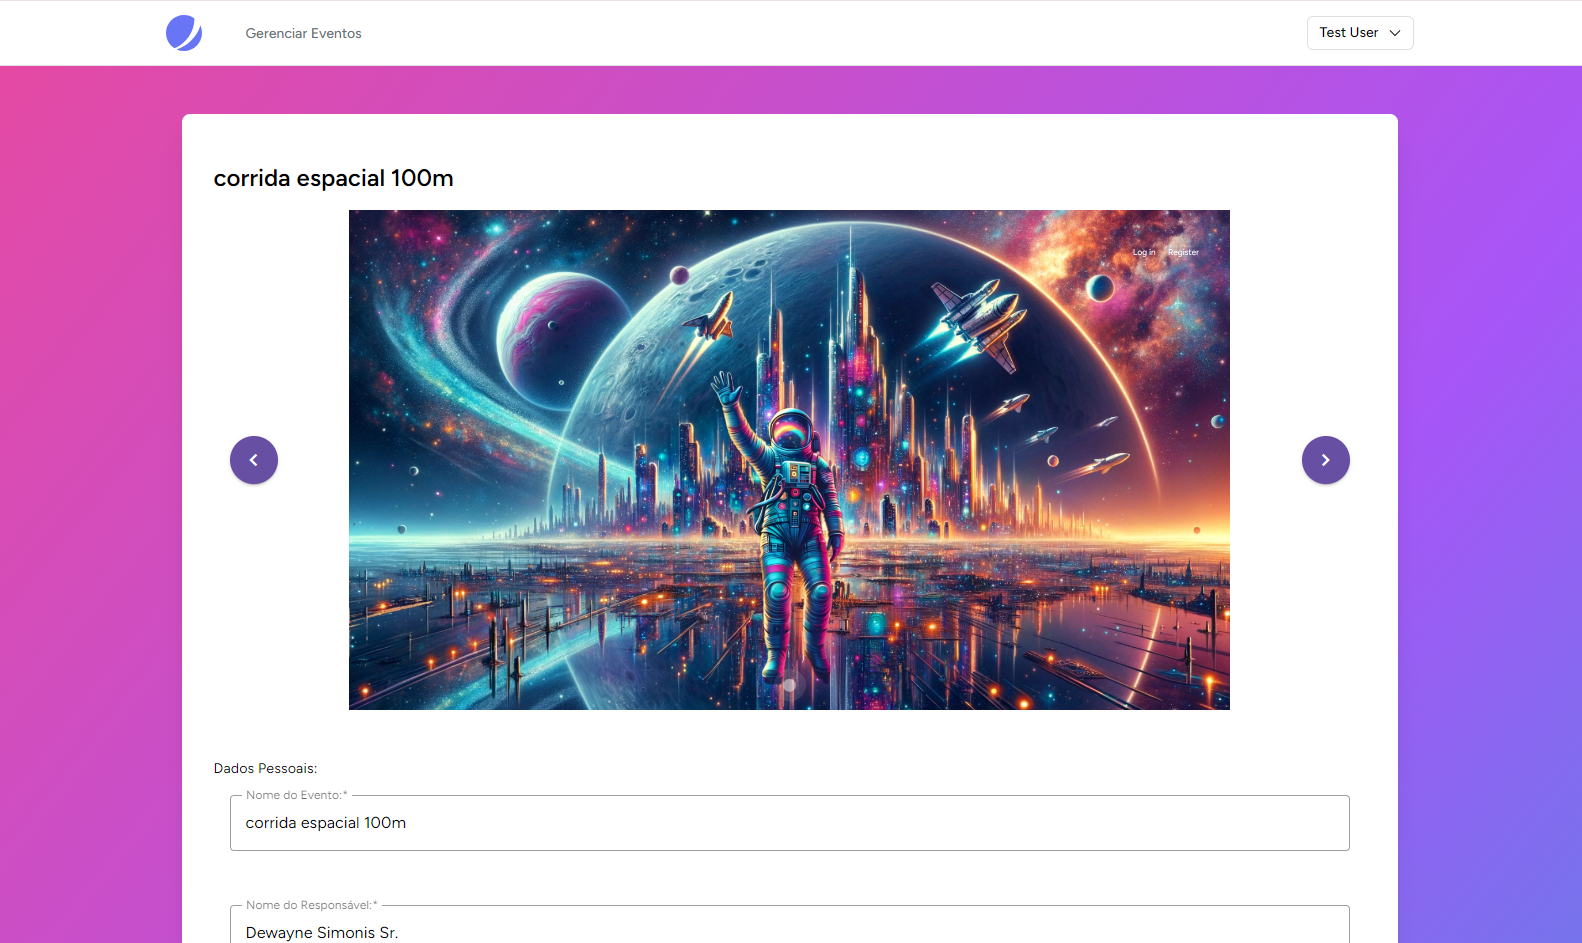 Gerenciar Eventos
Test User
corrida espacial 100m
Log in Register
Dados Pessoais:
Nome do Evento:*
corrida espacial 100m
Nome do Responsável:*
Dewayne Simonis Sr.